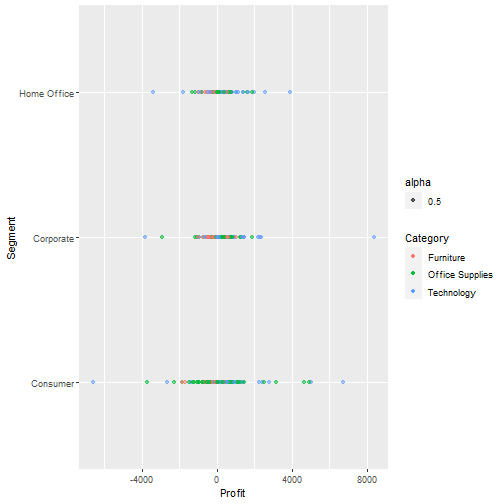 Home Office
Corporate
Consumer
Segment
-4000
0
4000
8000
Profit
alpha
0.5
Category
Furniture
Office Supplies
Technology